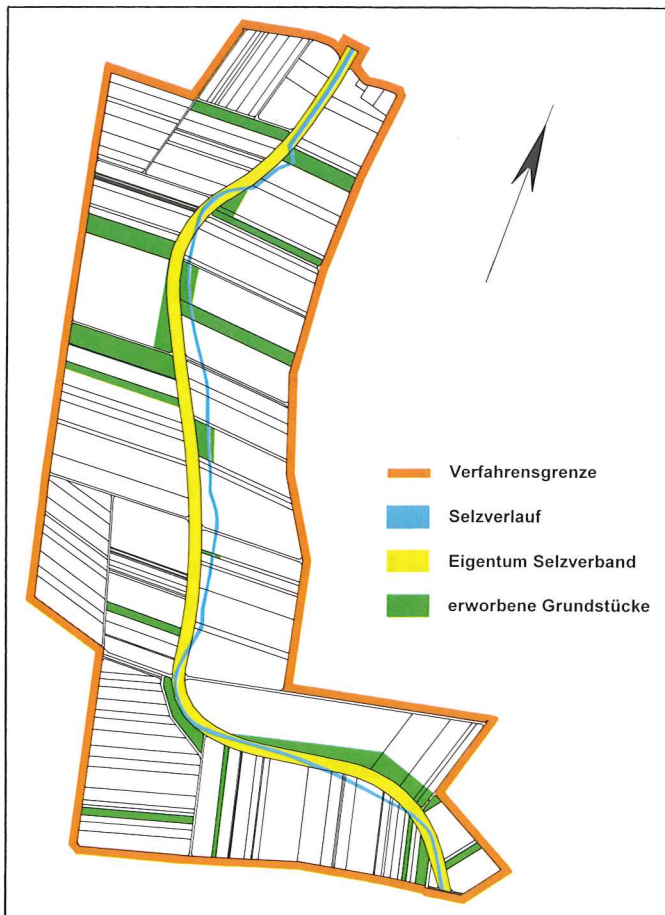 Verfahrensgrenze
Selzverlauf
Eigentum Selzverband
erworbene Grundstücke